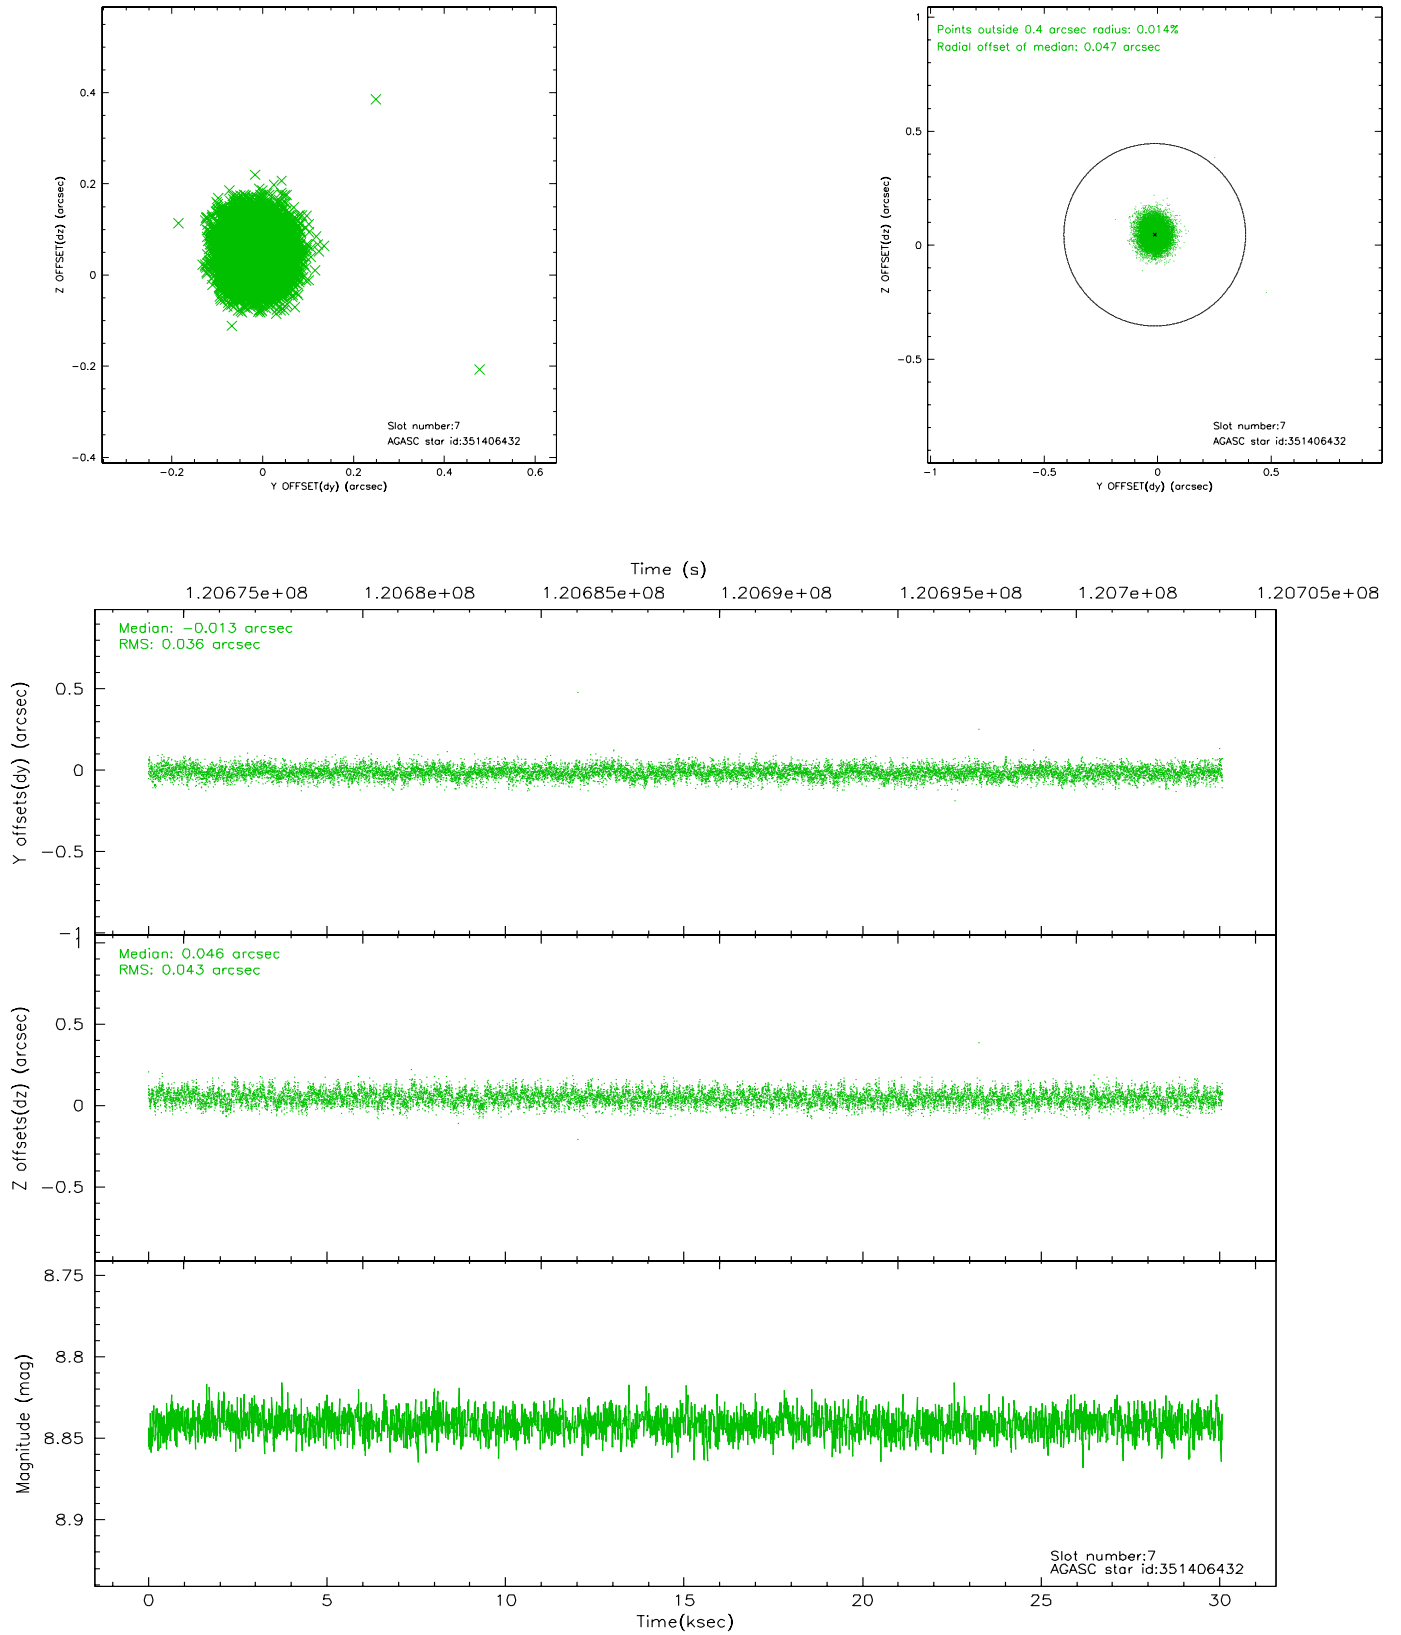 0.4
0.2
0
−0.2
−0.4
Z OFFSET(dz) (arcsec)
Slot number:7
AGASC star id:351406432
−0.2 0 0.2 0.4 0.6
Y OFFSET(dy) (arcsec)
Points outside 0.4 arcsec radius: 0.014%
Radial offset of median: 0.047 arcsec
1
0.5
0
−0.5
Z OFFSET(dz) (arcsec)
Slot number:7
AGASC star id:351406432
−1 −0.5 0 0.5
Y OFFSET(dy) (arcsec)
Time (s)
1.20675e+08 1.2068e+08 1.20685e+08 1.2069e+08 1.20695e+08 1.207e+08 1.20705e+08
Median: −0.013 arcsec
RMS: 0.036 arcsec
0.5
0
−0.5
−1
Y offsets(dy) (arcsec)
Median: 0.046 arcsec
RMS: 0.043 arcsec
1
0.5
0
−0.5
Z offsets(dz) (arcsec)
8.75
8.8
8.85
8.9
Magnitude (mag)
Slot number:7
AGASC star id:351406432
0 5 10 15 20 25 30
Time(ksec)